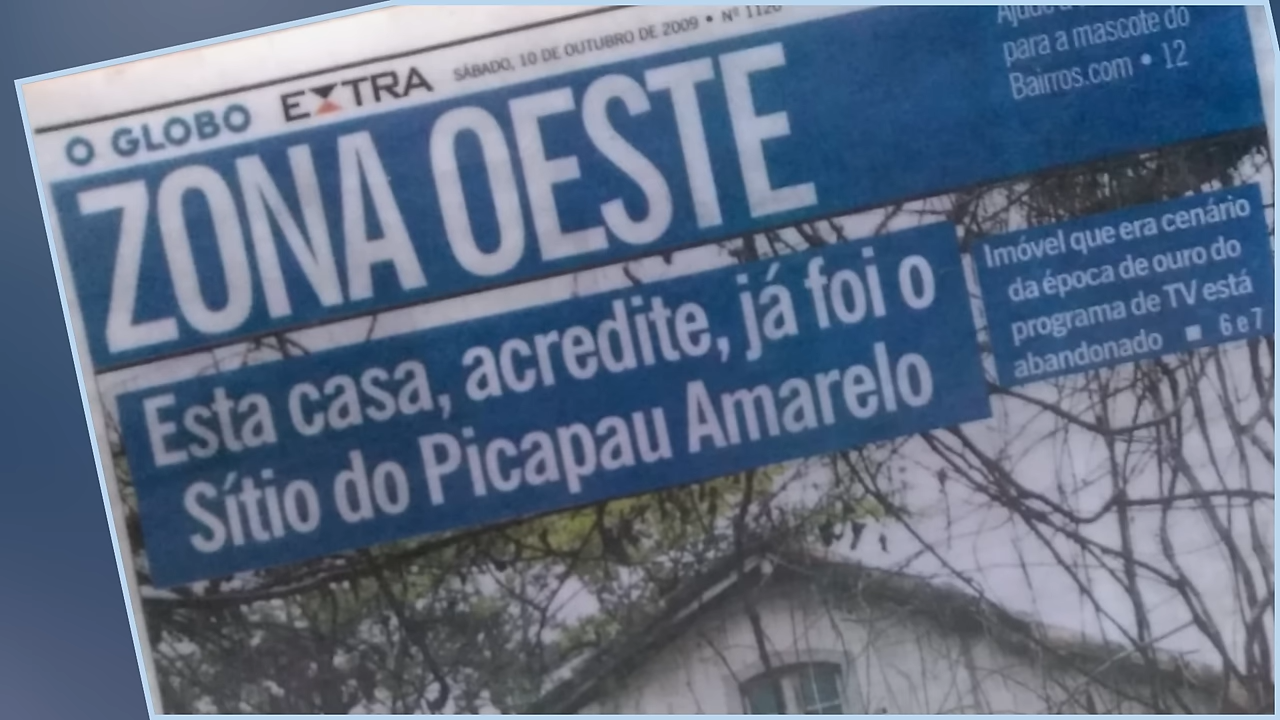 SÁBADO, 10 DE OUTUBRO DE 2009 • Nº 1120
O GLOBO EXTRA
ZONA OESTE
para a mascote do
Bairros.com • 12
Esta casa, acredite, já foi o
Sítio do Picapau Amarelo
Imóvel que era cenário
da época de ouro do
programa de TV está
abandonado ■ 6 e 7